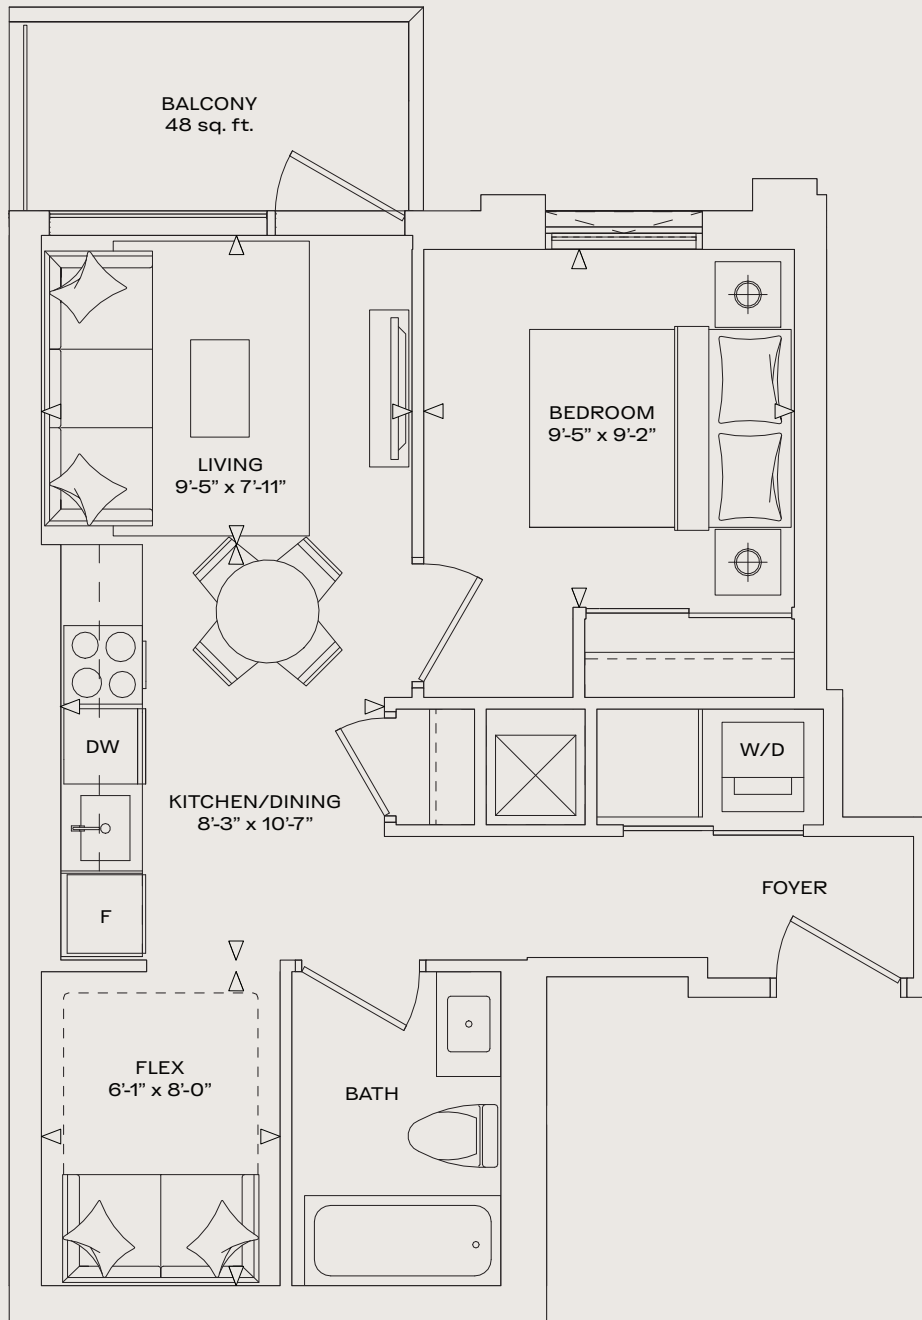 BALCONY
48 sq. ft.
BEDROOM
9’-5” x 9’-2”
LIVING
9’-5” x 7’-11”
DW
W/D
KITCHEN/DINING
8’-3” x 10’-7”
F
FOYER
FLEX
6’-1” x 8’-0”
BATH